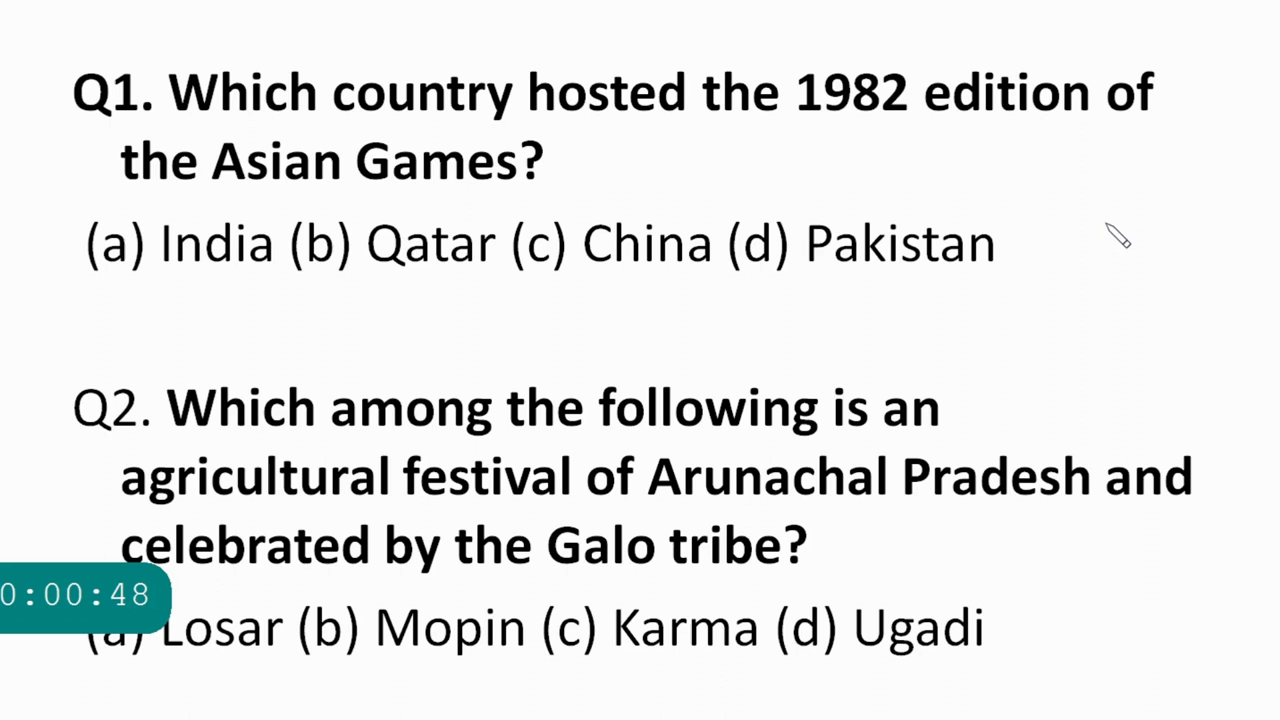 Q1. Which country hosted the 1982 edition of
the Asian Games?
(a) India (b) Qatar (c) China (d) Pakistan
Q2. Which among the following is an
agricultural festival of Arunachal Pradesh and
celebrated by the Galo tribe?
0:00:48
(a) Losar (b) Mopin (c) Karma (d) Ugadi